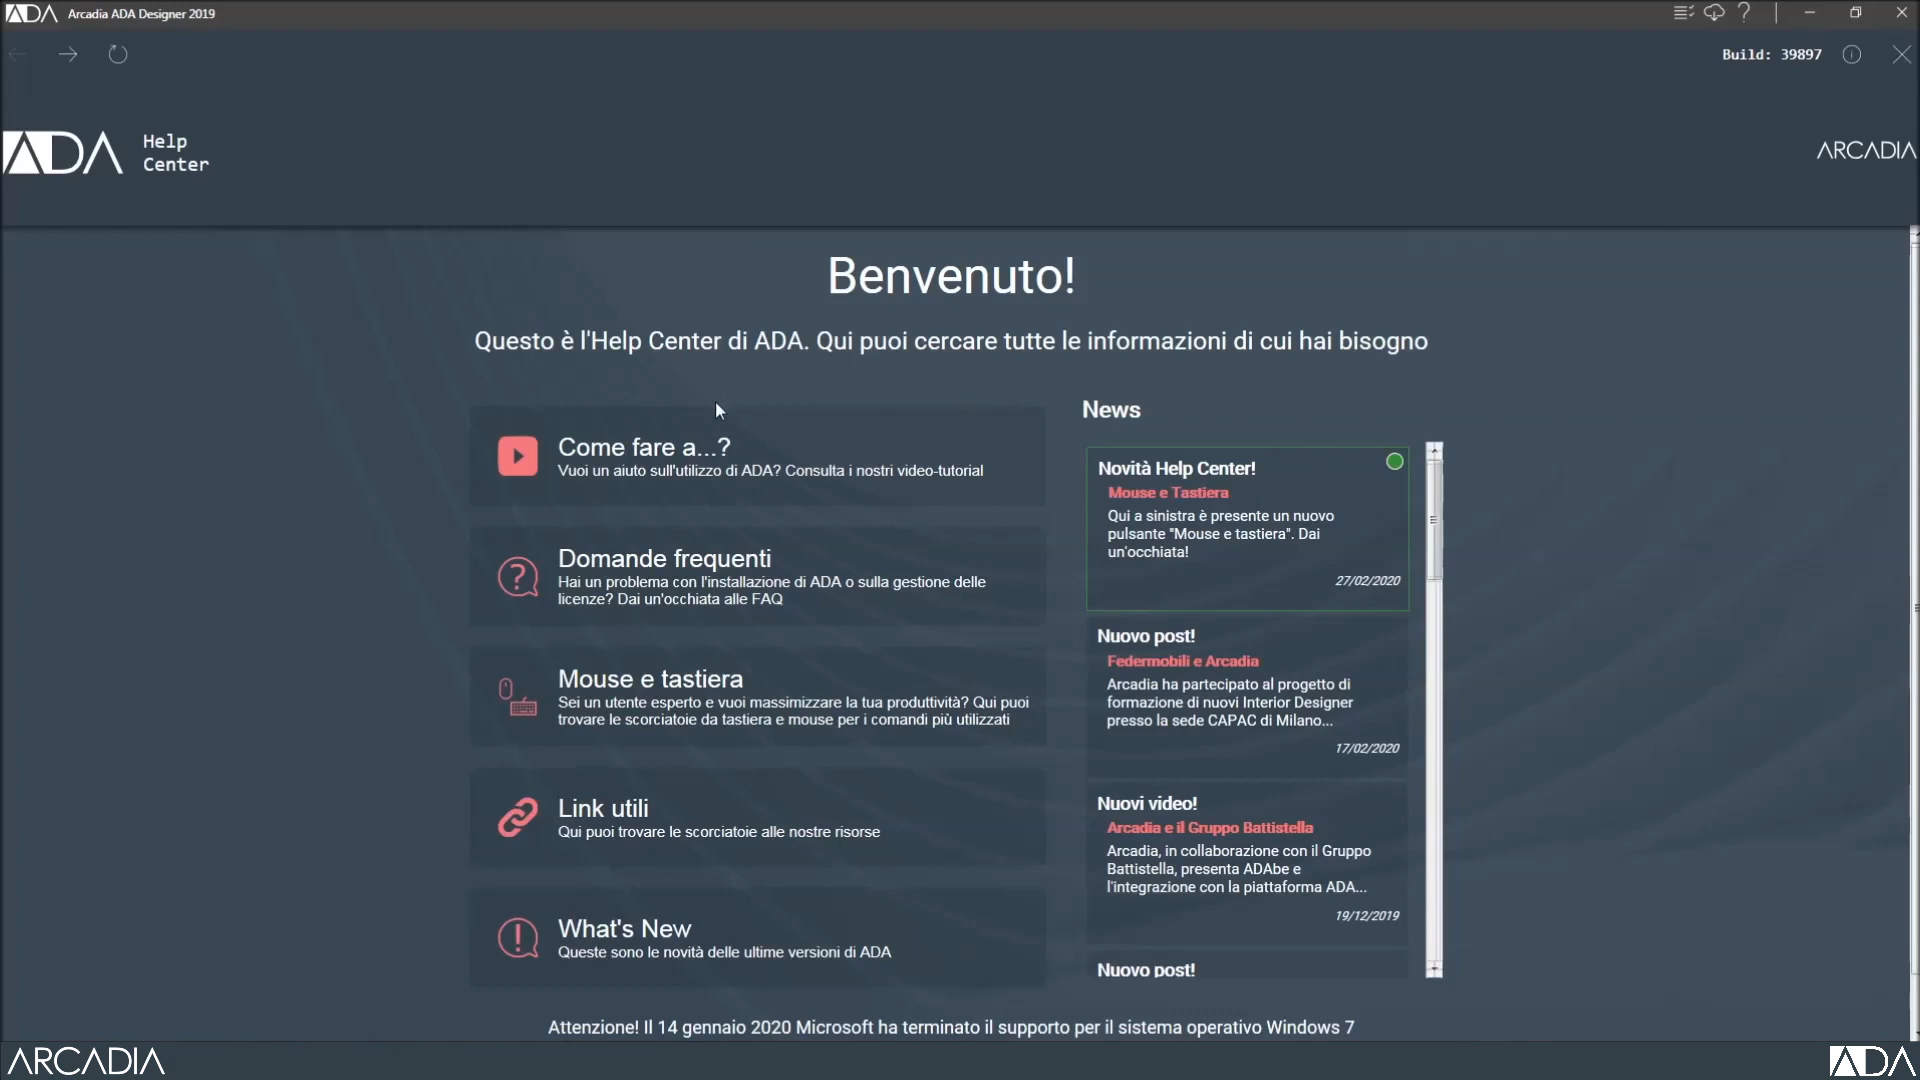 ADA Arcadia ADA Designer 2019
Build: 39897
ADA
Help
Center
ARCADIA
Benvenuto!
Questo è l'Help Center di ADA. Qui puoi cercare tutte le informazioni di cui hai bisogno
Come fare a...?
Vuoi un aiuto sull'utilizzo di ADA? Consulta i nostri video-tutorial
Domande frequenti
Hai un problema con l'installazione di ADA o sulla gestione delle
licenze? Dai un'occhiata alle FAQ
Mouse e tastiera
Sei un utente esperto e vuoi massimizzare la tua produttività? Qui puoi
trovare le scorciatoie da tastiera e mouse per i comandi più utilizzati
Link utili
Qui puoi trovare le scorciatoie alle nostre risorse
What's New
Queste sono le novità delle ultime versioni di ADA
News
Novità Help Center!
Mouse e Tastiera
Qui a sinistra è presente un nuovo
pulsante "Mouse e tastiera". Dai
un'occhiata!
27/02/2020
Nuovo post!
Federmobili e Arcadia
Arcadia ha partecipato al progetto di
formazione di nuovi Interior Designer
presso la sede CAPAC di Milano...
17/02/2020
Nuovi video!
Arcadia e il Gruppo Battistella
Arcadia, in collaborazione con il Gruppo
Battistella, presenta ADAbe e
l'integrazione con la piattaforma ADA...
19/12/2019
Nuovo post!
Attenzione! Il 14 gennaio 2020 Microsoft ha terminato il supporto per il sistema operativo Windows 7
ARCADIA
ADA